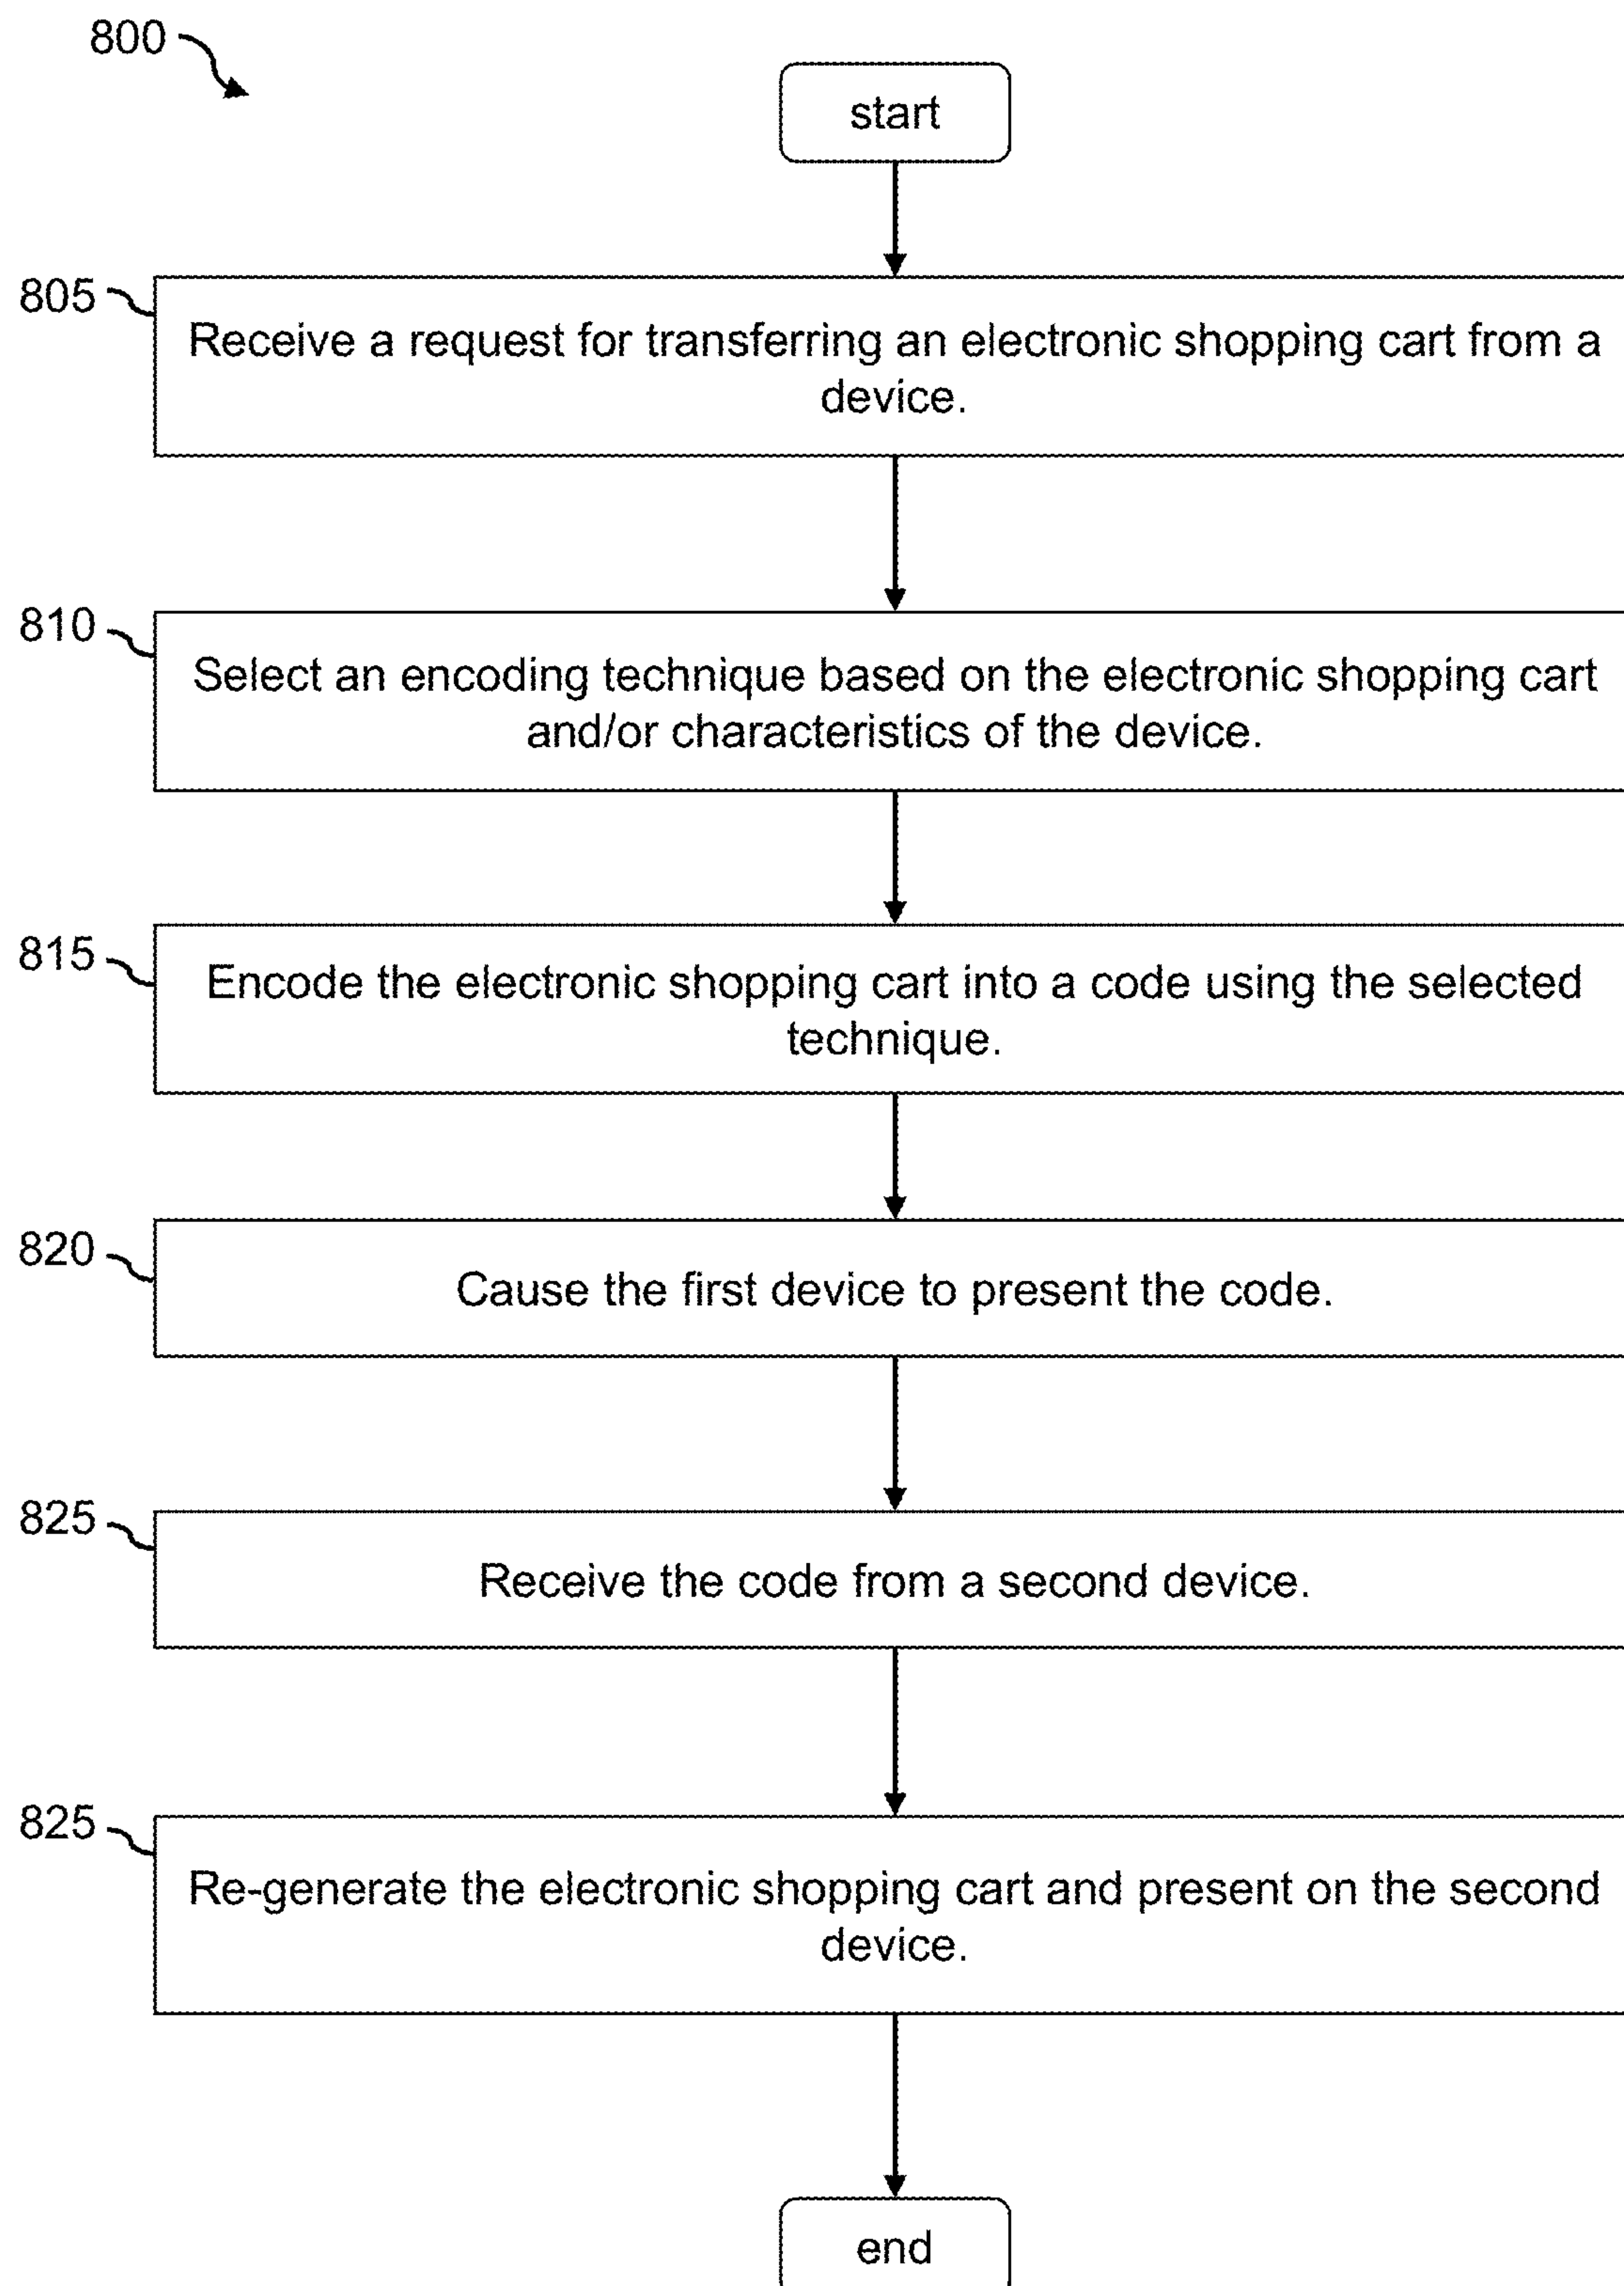 800
start
805
Receive a request for transferring an electronic shopping cart from a
device.
810
Select an encoding technique based on the electronic shopping cart
and/or characteristics of the device.
815
Encode the electronic shopping cart into a code using the selected
technique.
820
Cause the first device to present the code.
825
Receive the code from a second device.
825
Re-generate the electronic shopping cart and present on the second
device.
end